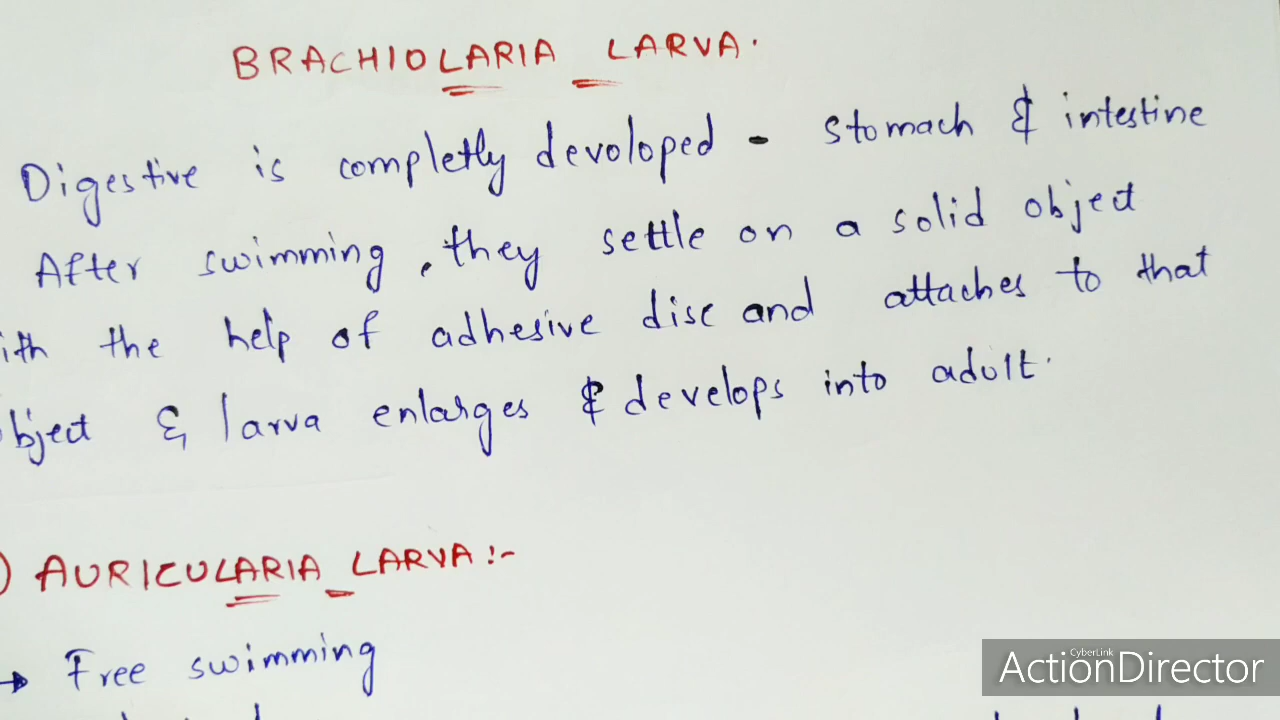 BRACHIOLARIA LARVA.
Digestive is completly devoloped - stomach & intestine
After swimming, they settle on a solid object
ith the help of adhesive disc and attaches to that
bject & larva enlarges & develops into adult.
) AURICULARIA LARVA :-
→ Free swimming
CyberLink
ActionDirector